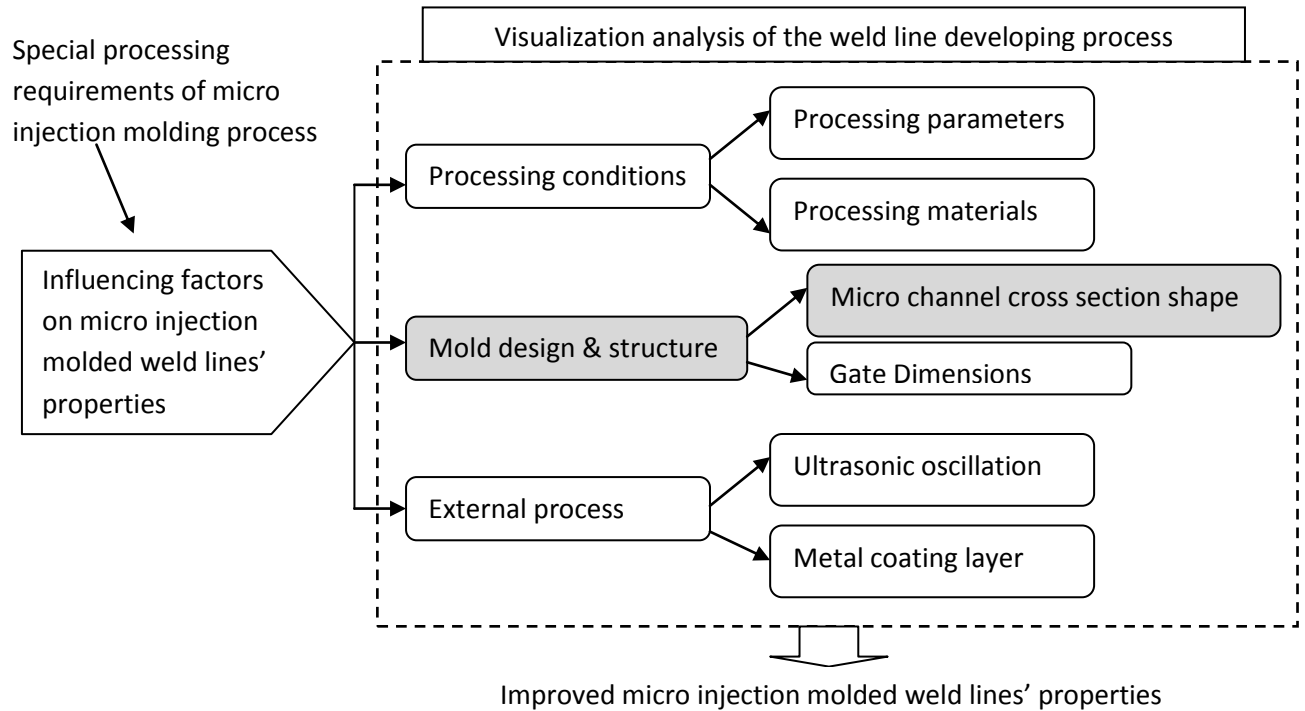 Visualization analysis of the weld line developing process
Special processing
requirements of micro
injection molding process
Influencing factors
on micro injection
molded weld lines’
properties
Processing conditions
Processing parameters
Processing materials
Mold design & structure
Micro channel cross section shape
Gate Dimensions
External process
Ultrasonic oscillation
Metal coating layer
Improved micro injection molded weld lines’ properties